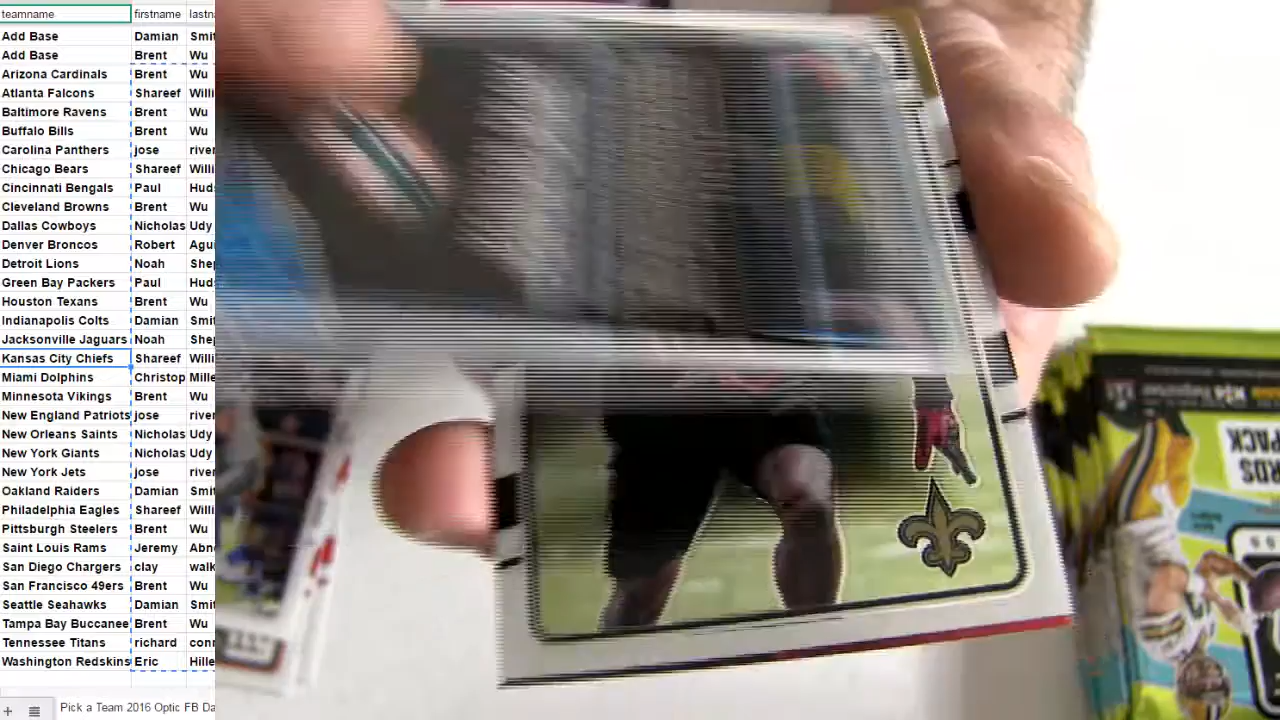 teamname firstname lastn
Add Base Damian Smit
Add Base Brent Wu
Arizona Cardinals Brent Wu
Atlanta Falcons Shareef Willi
Baltimore Ravens Brent Wu
Buffalo Bills Brent Wu
Carolina Panthers jose river
Chicago Bears Shareef Willi
Cincinnati Bengals Paul Hud
Cleveland Browns Brent Wu
Dallas Cowboys Nicholas Udy
Denver Broncos Robert Agui
Detroit Lions Noah Shep
Green Bay Packers Paul Hud
Houston Texans Brent Wu
Indianapolis Colts Damian Smit
Jacksonville Jaguars Noah Shep
Kansas City Chiefs Shareef Willi
Miami Dolphins Christop Mille
Minnesota Vikings Brent Wu
New England Patriots jose river
New Orleans Saints Nicholas Udy
New York Giants Nicholas Udy
New York Jets jose river
Oakland Raiders Damian Smit
Philadelphia Eagles Shareef Willi
Pittsburgh Steelers Brent Wu
Saint Louis Rams Jeremy Abne
San Diego Chargers clay walk
San Francisco 49ers Brent Wu
Seattle Seahawks Damian Smit
Tampa Bay Buccanee Brent Wu
Tennessee Titans richard conn
Washington Redskins Eric Hille
Pick a Team 2016 Optic FB Da